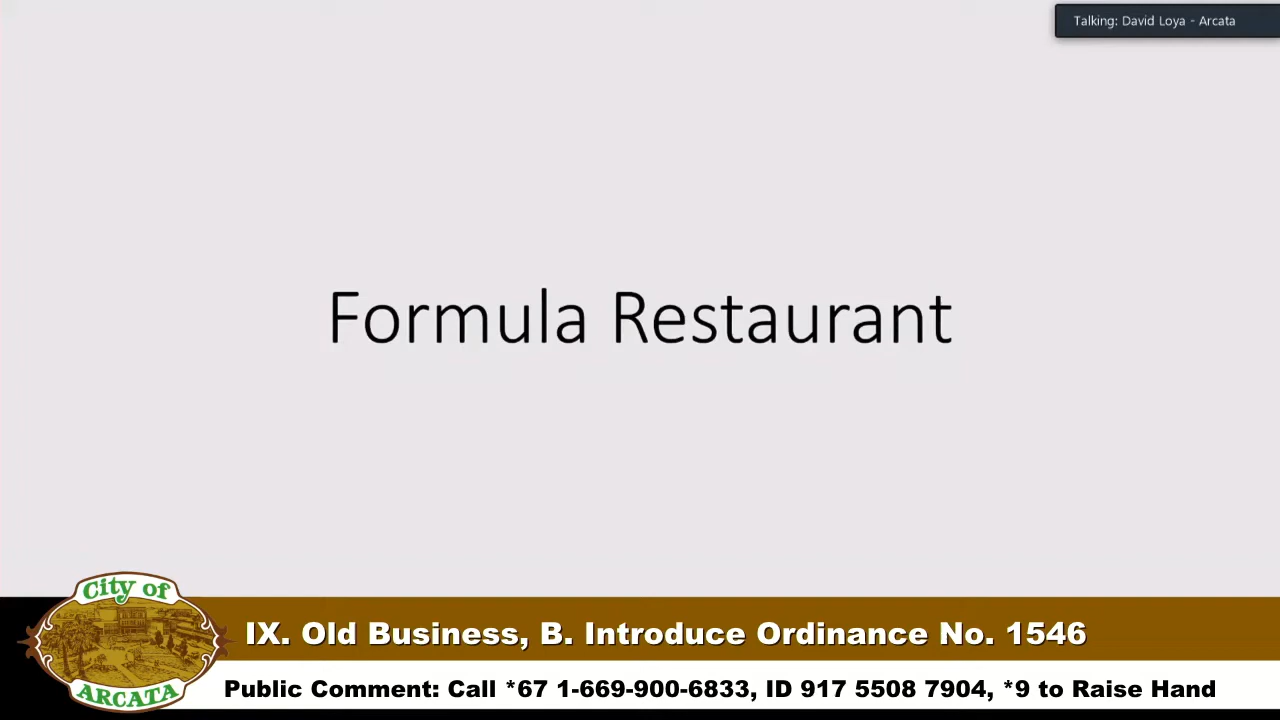 Talking: David Loya - Arcata
Formula Restaurant
City of
ARCATA
IX. Old Business, B. Introduce Ordinance No. 1546
Public Comment: Call *67 1-669-900-6833, ID 917 5508 7904, *9 to Raise Hand